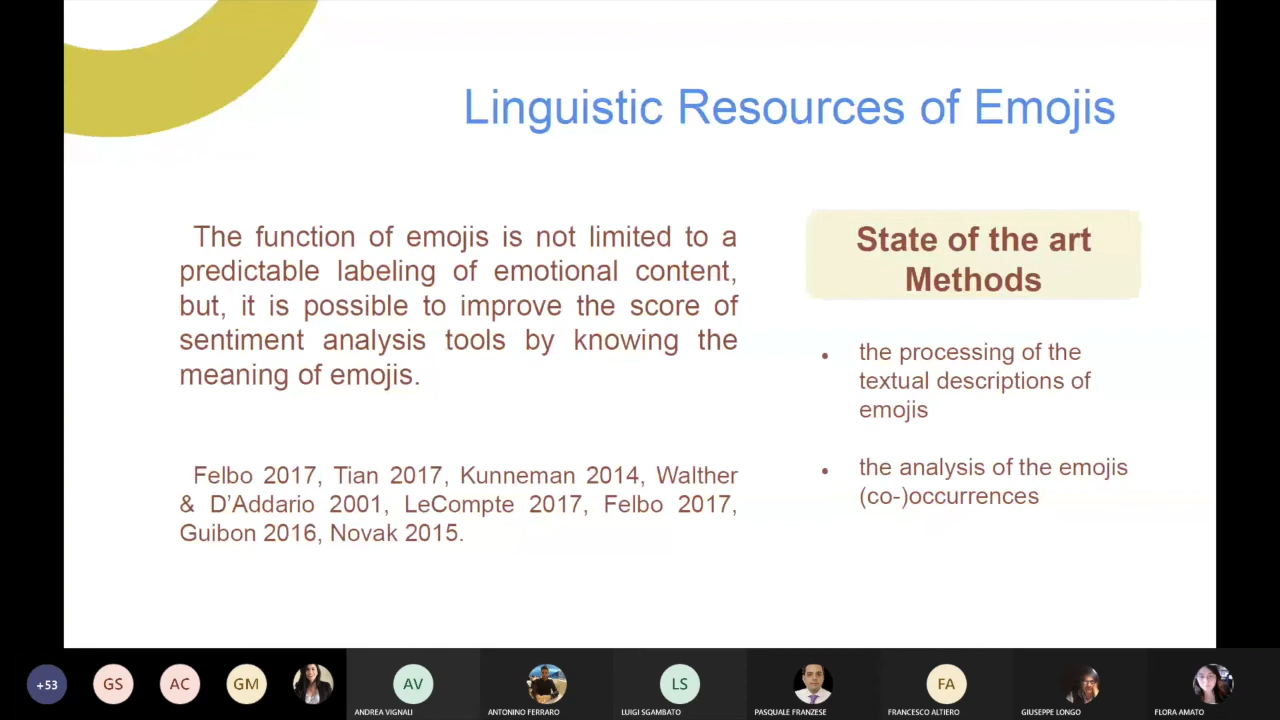 Linguistic Resources of Emojis
The function of emojis is not limited to a
predictable labeling of emotional content,
but, it is possible to improve the score of
sentiment analysis tools by knowing the
meaning of emojis.
Felbo 2017, Tian 2017, Kunneman 2014, Walther
& D'Addario 2001, LeCompte 2017, Felbo 2017,
Guibon 2016, Novak 2015.
State of the art
Methods
• the processing of the
textual descriptions of
emojis
• the analysis of the emojis
(co-)occurrences
+53
GS
AC
GM
AV
ANDREA VIGNALI
ANTONINO FERRARO
LS
LUIGI SGAMBATO
PASQUALE FRANZESE
FA
FRANCESCO ALTIERO
GIUSEPPE LONGO
FLORA AMATO